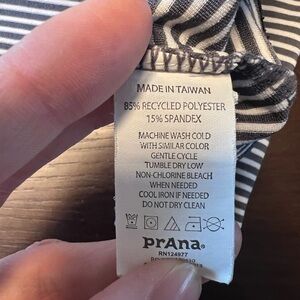 MADE IN TAIWAN
85% RECYCLED POLYESTER
15% SPANDEX
MACHINE WASH COLD
WITH SIMILAR COLOR
GENTLE CYCLE
TUMBLE DRY LOW
NON-CHLORINE BLEACH
WHEN NEEDED
COOL IRON IF NEEDED
DO NOT DRY CLEAN
prAna®
RN124977